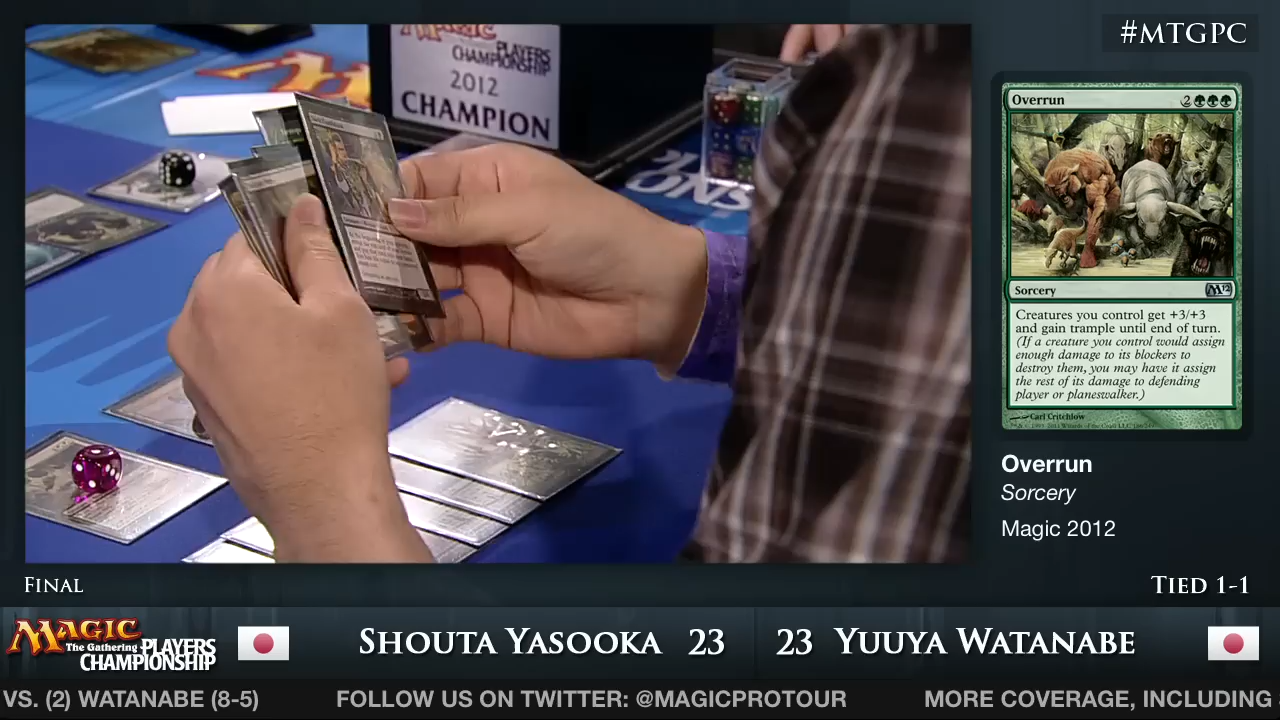 #MTGPC
MAGIC
PLAYERS
CHAMPIONSHIP
2012
CHAMPION
Overrun 2
Sorcery M12
Creatures you control get +3/+3
and gain trample until end of turn.
(If a creature you control would assign
enough damage to its blockers to
destroy them, you may have it assign
the rest of its damage to defending
player or planeswalker.)
Carl Critchlow
Overrun
Sorcery
Magic 2012
FINAL
TIED 1-1
MAGIC
The Gathering
PLAYERS
CHAMPIONSHIP
SHOUTA YASOOKA 23
23 YUUYA WATANABE
VS. (2) WATANABE (8-5) FOLLOW US ON TWITTER: @MAGICPROTOUR MORE COVERAGE, INCLUDING